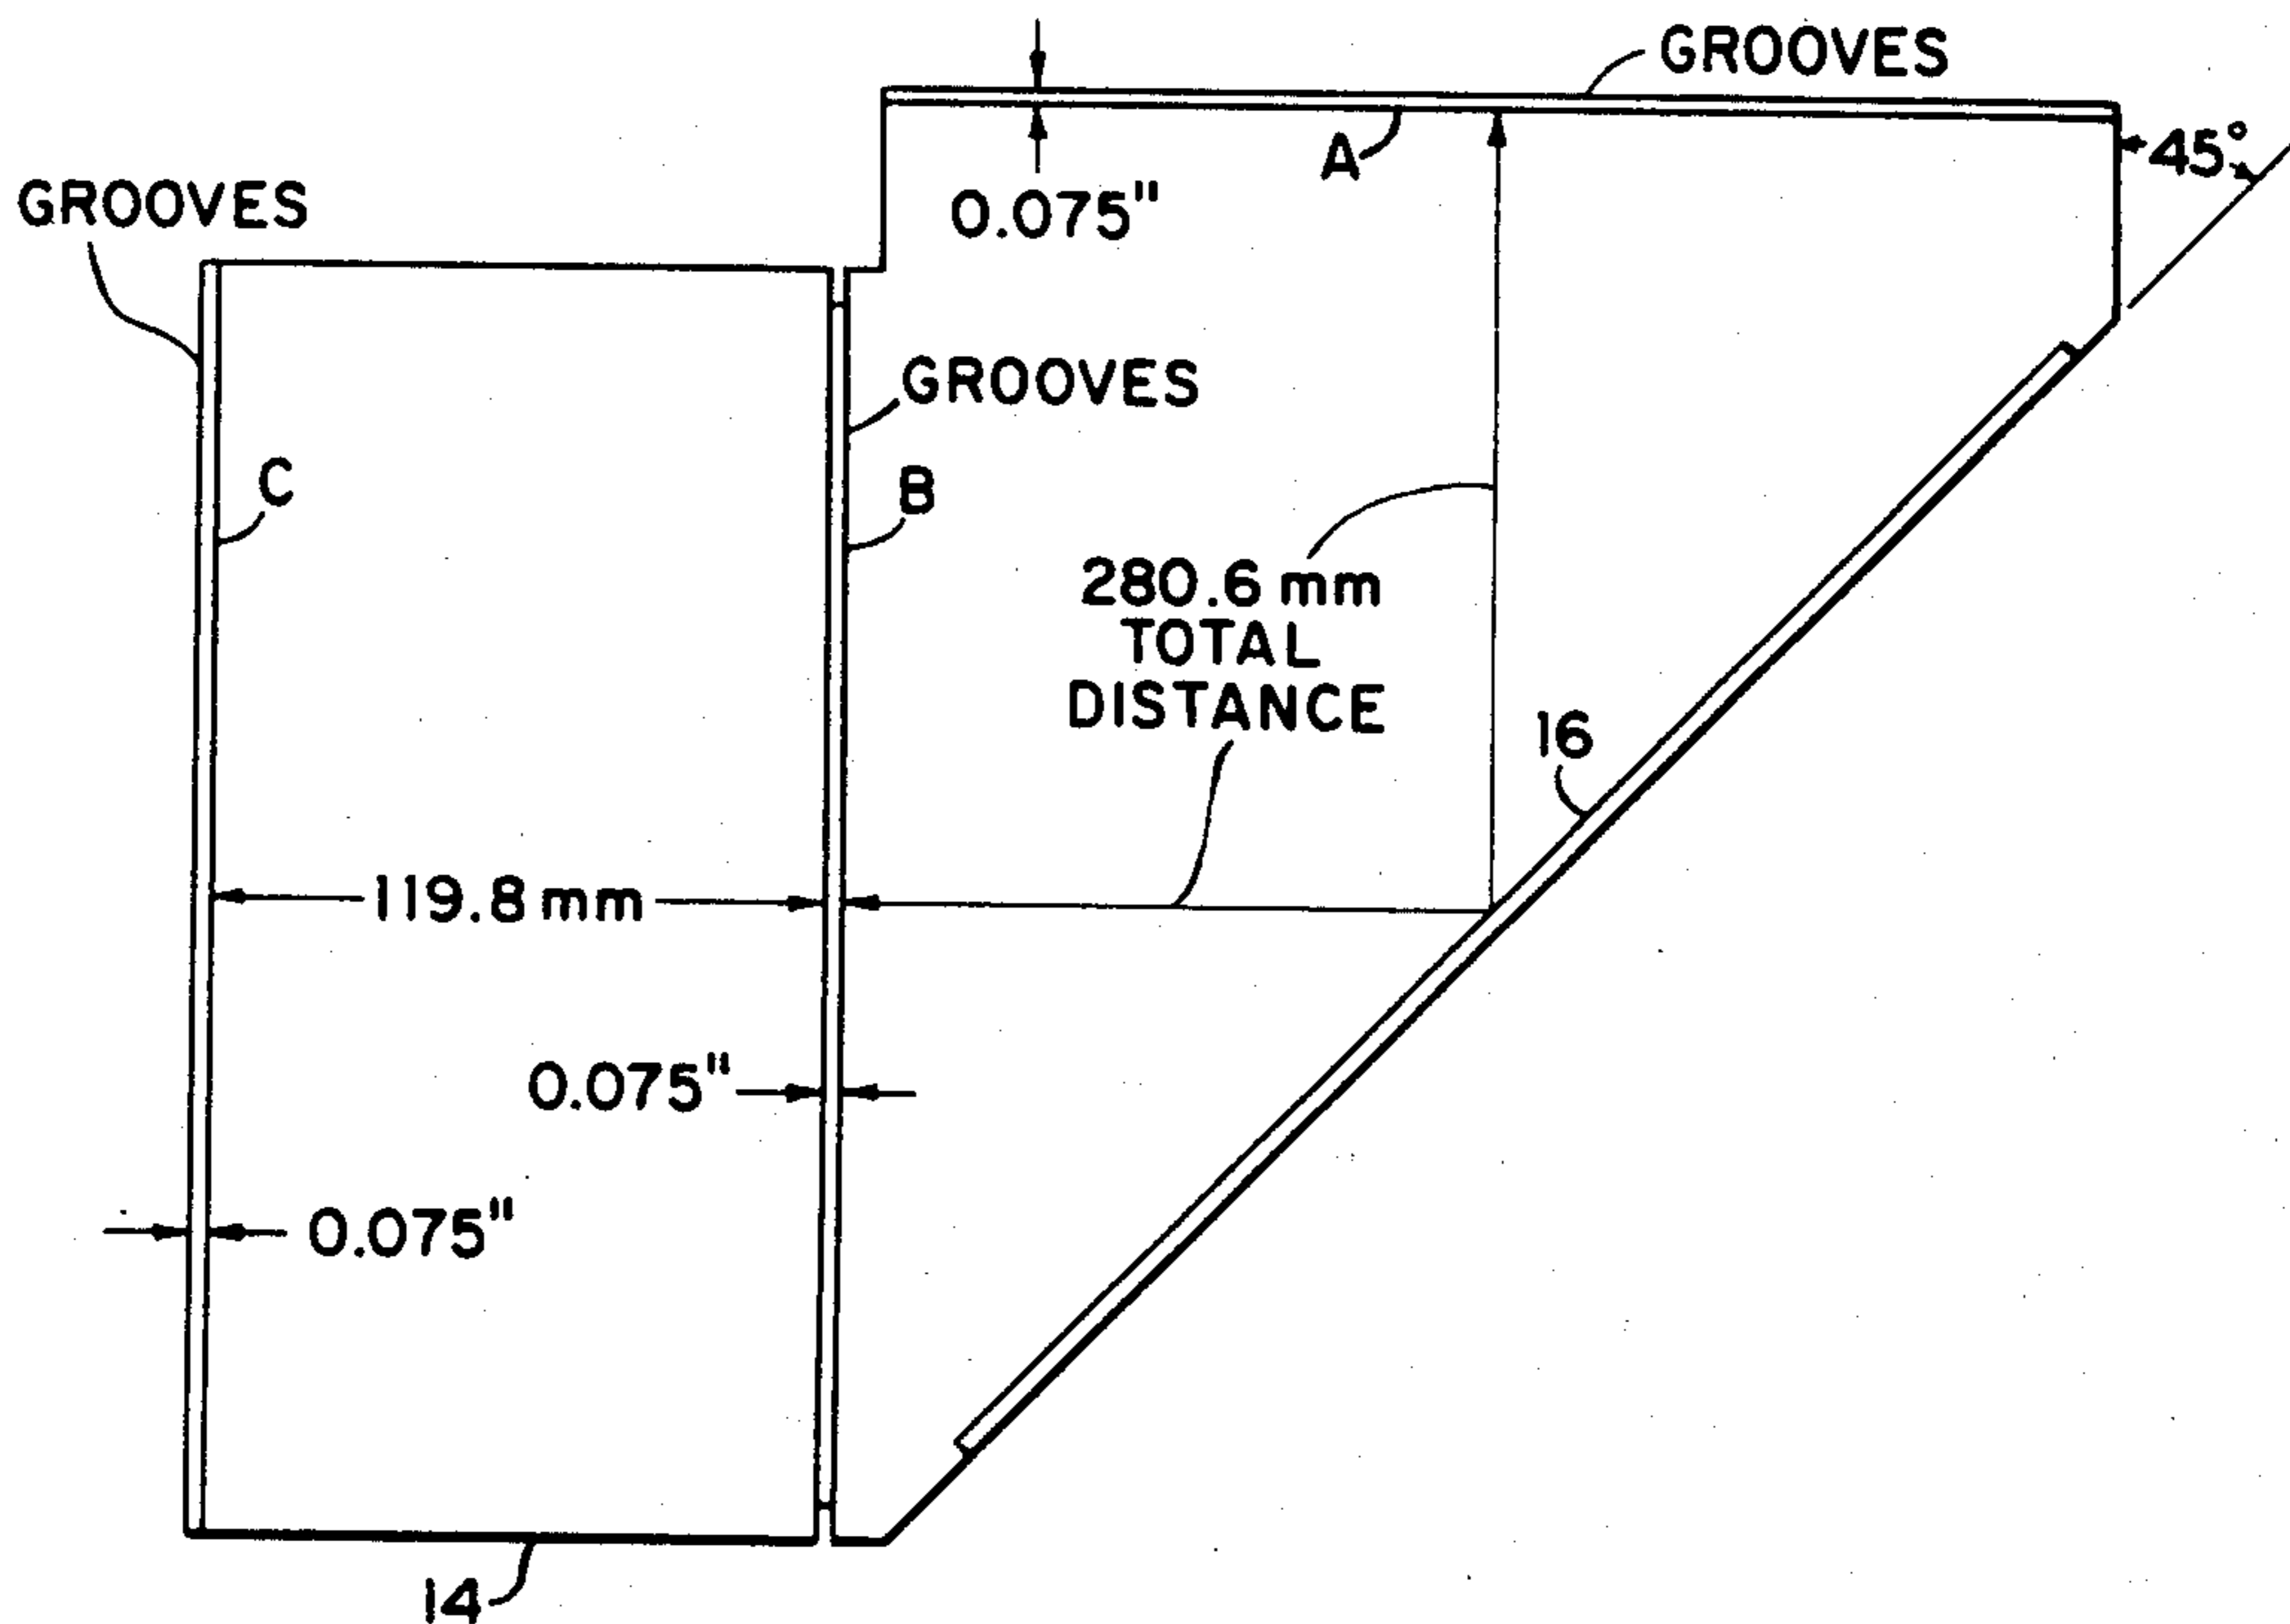 GROOVES
A
45°
0.075"
GROOVES
GROOVES
C
B
280.6 mm
TOTAL
DISTANCE
16
119.8 mm
0.075"
0.075"
14